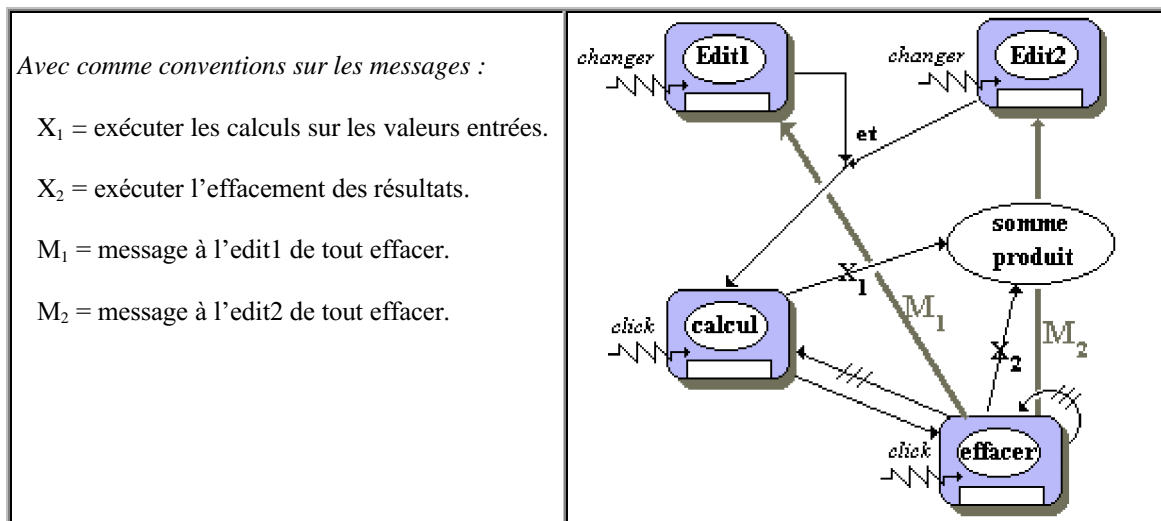 Avec comme conventions sur les messages :
X₁ = exécuter les calculs sur les valeurs entrées.
X₂ = exécuter l’effacement des résultats.
M₁ = message à l’edit1 de tout effacer.
M₂ = message à l’edit2 de tout effacer.
changer
Edit1
changer
Edit2
et
somme
produit
X₁
click
calcul
M₁
X₂
M₂
click
effacer